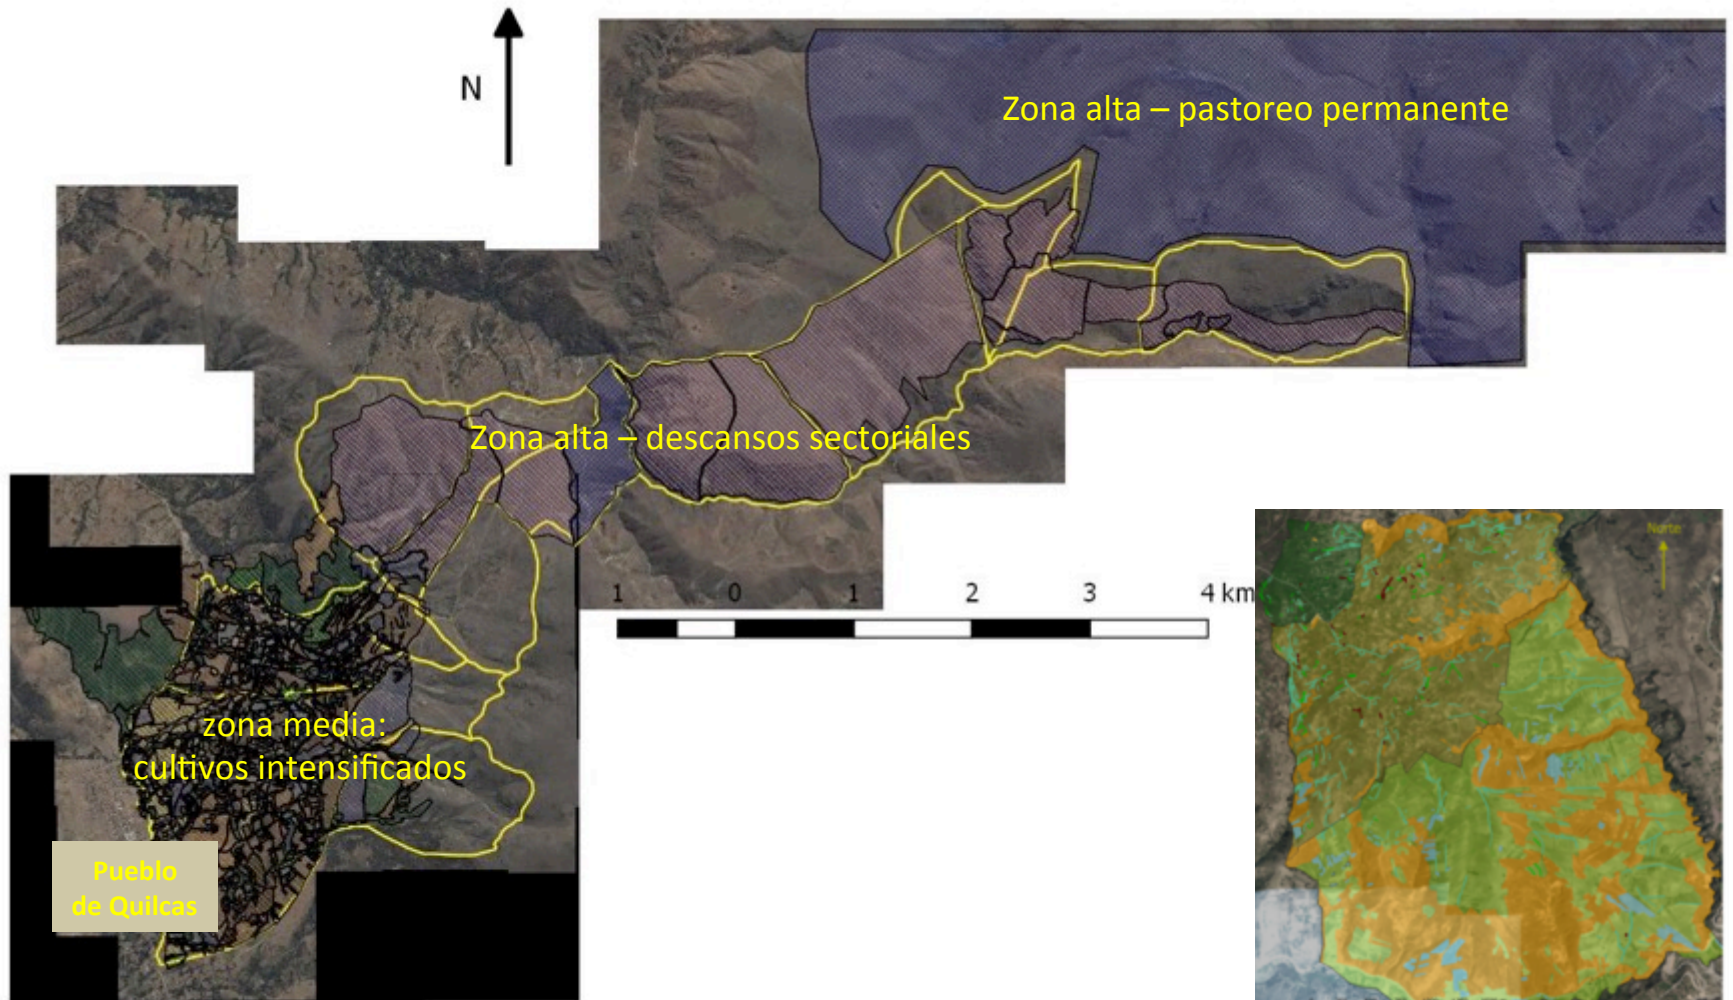 N
Zona alta – pastoreo permanente
Zona alta – descansos sectoriales
1 0 1 2 3 4 km
Norte
zona media:
cultivos intensificados
Pueblo
de Quilcas